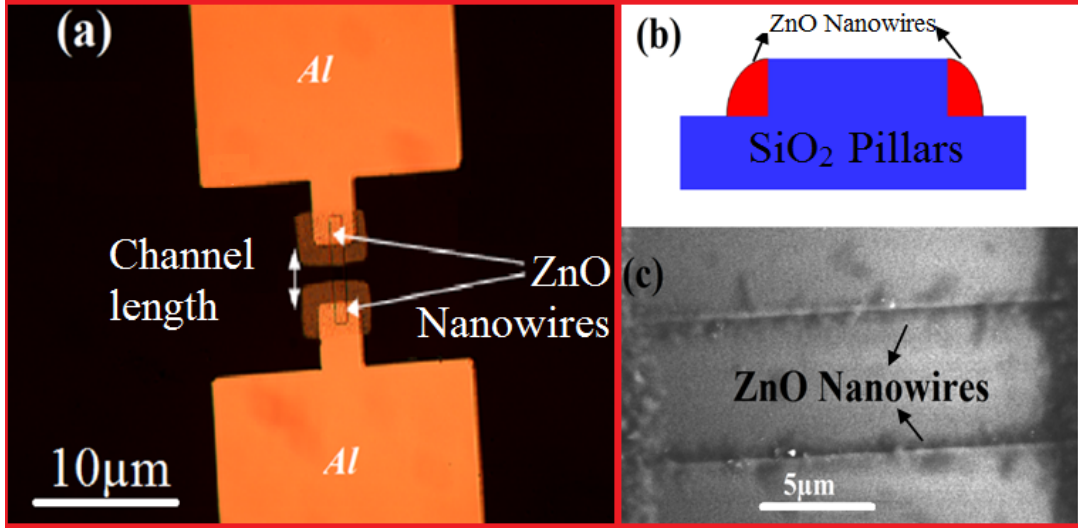 (a)
Al
Channel
length
ZnO
Nanowires
Al
10μm
(b)
ZnO Nanowires
SiO₂ Pillars
(c)
ZnO Nanowires
5μm